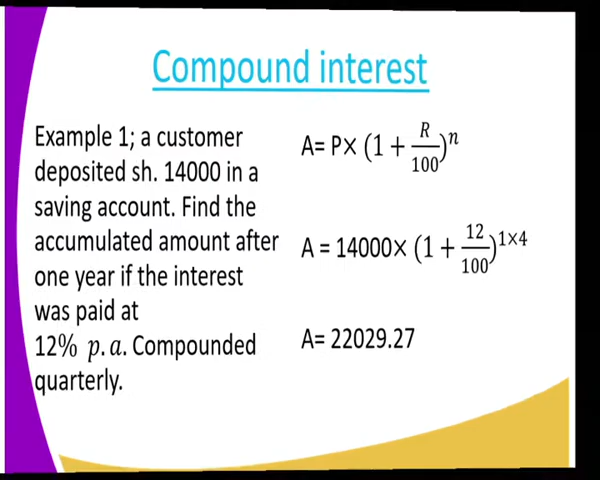 Compound interest
Example 1; a customer
deposited sh. 14000 in a
saving account. Find the
accumulated amount after
one year if the interest
was paid at
12% p.a. Compounded
quarterly.
A= P× (1 + R/100)^n
A = 14000× (1 + 12/100)^1×4
A= 22029.27